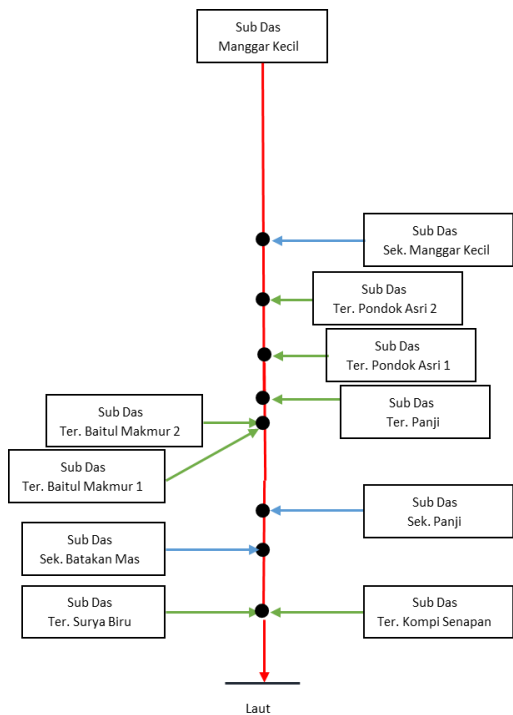 Sub Das
Manggar Kecil
Sub Das
Sek. Manggar Kecil
Sub Das
Ter. Pondok Asri 2
Sub Das
Ter. Pondok Asri 1
Sub Das
Ter. Panji
Sub Das
Ter. Baitul Makmur 2
Sub Das
Ter. Baitul Makmur 1
Sub Das
Sek. Panji
Sub Das
Sek. Batakan Mas
Sub Das
Ter. Surya Biru
Sub Das
Ter. Kompi Senapan
Laut